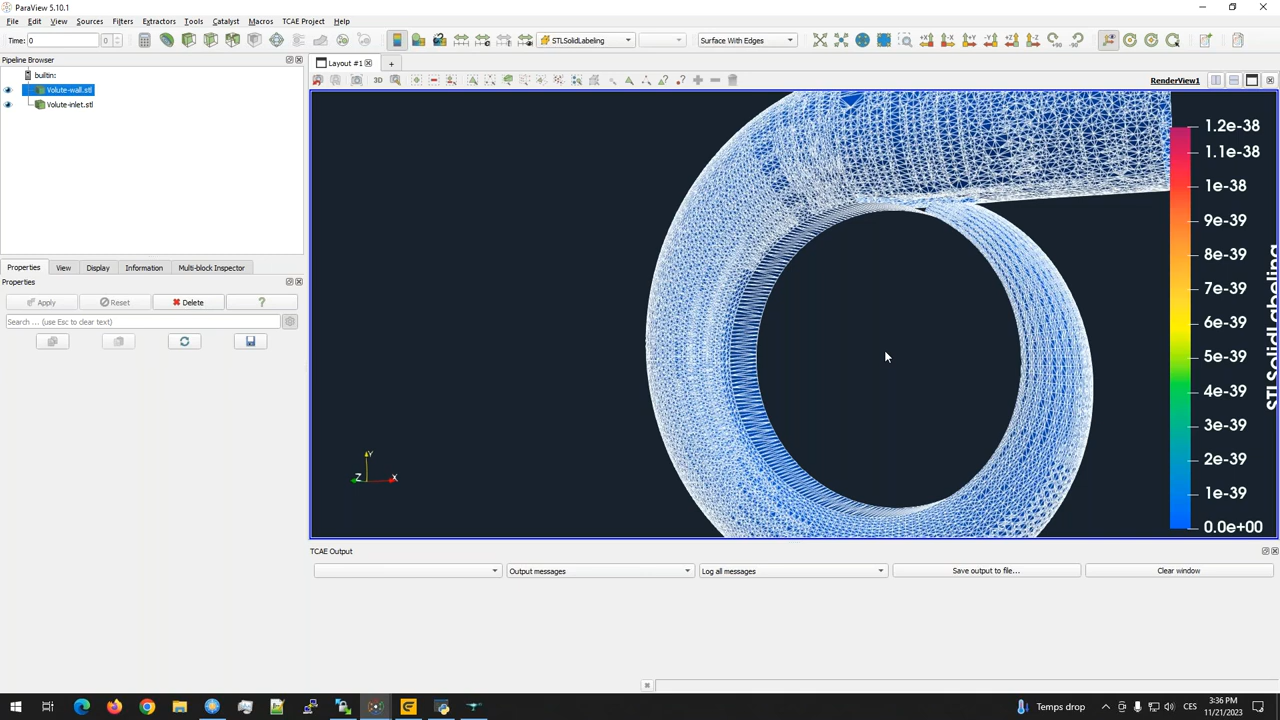 ParaView 5.10.1
File Edit View Sources Filters Extractors Tools Catalyst Macros TCAE Project Help
Time: 0 0 STLSolidLabeling Surface With Edges
Pipeline Browser
Layout #1
builtin:
3D
RenderView1
Volute-wall.stl
Volute-inlet.stl
1.2e-38
1.1e-38
1e-38
9e-39
8e-39
7e-39
6e-39
5e-39
4e-39
3e-39
2e-39
1e-39
0.0e+00
STLSolidLabeling
Properties View Display Information Multi-block Inspector
Properties
Apply Reset Delete ?
Search ... (use Esc to clear text)
Y
Z X
TCAE Output
Output messages Log all messages Save output to file... Clear window
Temps drop CES 3:36 PM
11/21/2023